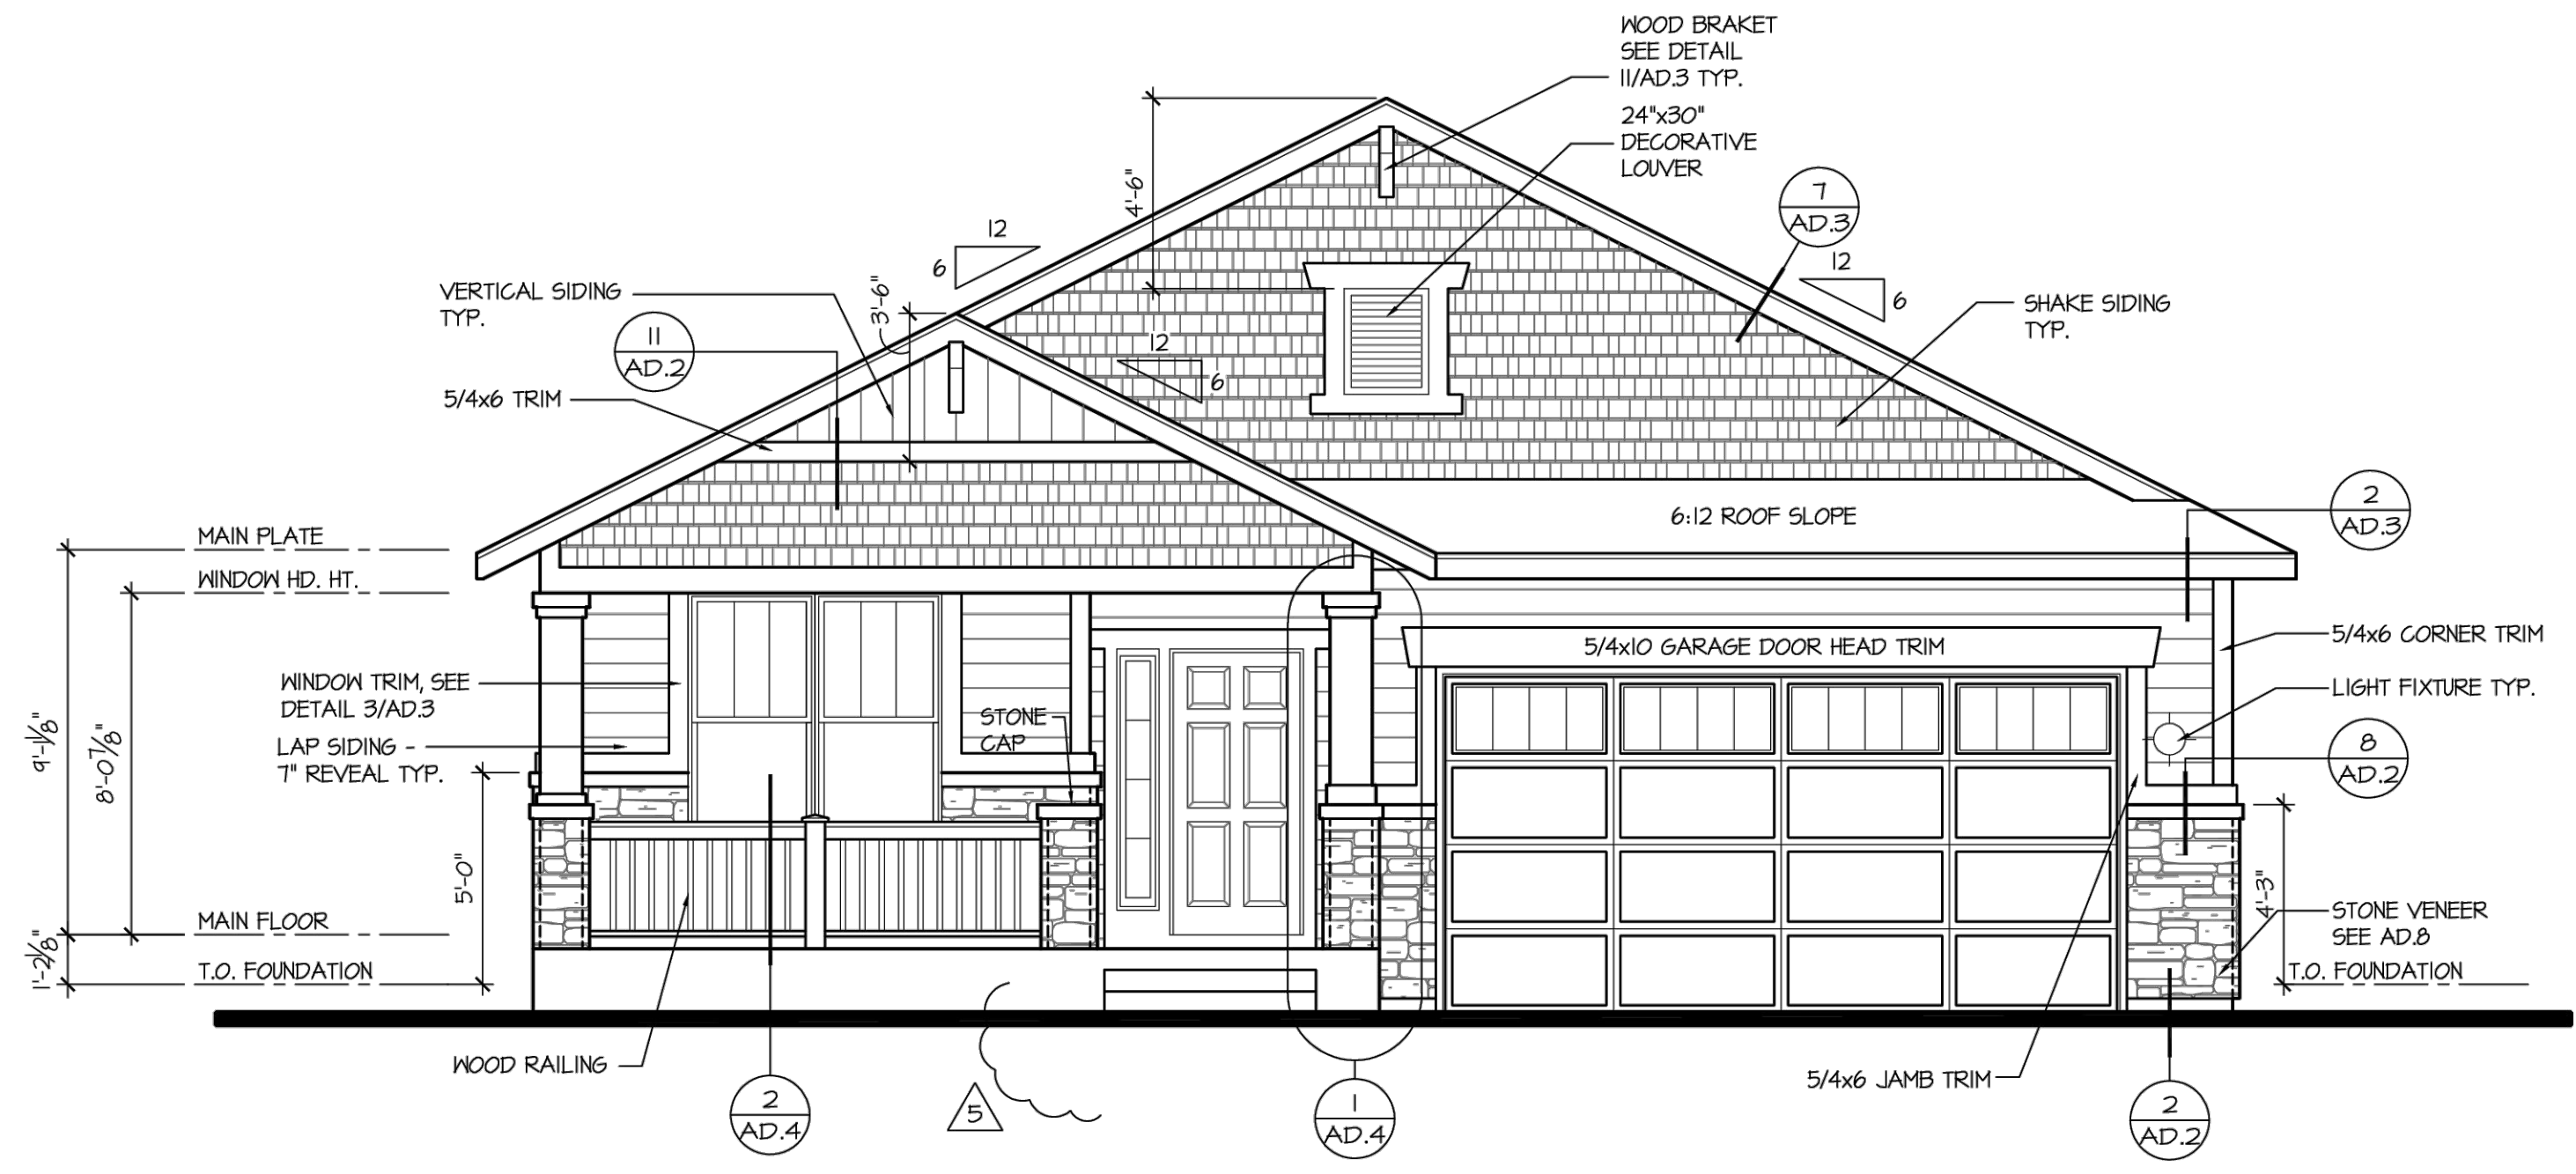 WOOD BRAKET
SEE DETAIL
11/AD.3 TYP.
24"x30"
DECORATIVE
LOUVER
4'-6"
7
AD.3
12
6
12
6
3'-6"
VERTICAL SIDING
TYP.
SHAKE SIDING
TYP.
11
AD.2
12
6
5/4x6 TRIM
6:12 ROOF SLOPE
2
AD.3
MAIN PLATE
WINDOW HD. HT.
5/4x10 GARAGE DOOR HEAD TRIM
5/4x6 CORNER TRIM
WINDOW TRIM, SEE
DETAIL 3/AD.3
LIGHT FIXTURE TYP.
STONE
CAP
LAP SIDING -
7" REVEAL TYP.
9'-1 1/8"
8'-0 7/8"
8
AD.2
5'-0"
4'-3"
MAIN FLOOR
STONE VENEER
SEE AD.8
1'-2 1/8"
T.O. FOUNDATION
T.O. FOUNDATION
WOOD RAILING
5/4x6 JAMB TRIM
2
AD.4
5
1
AD.4
2
AD.2